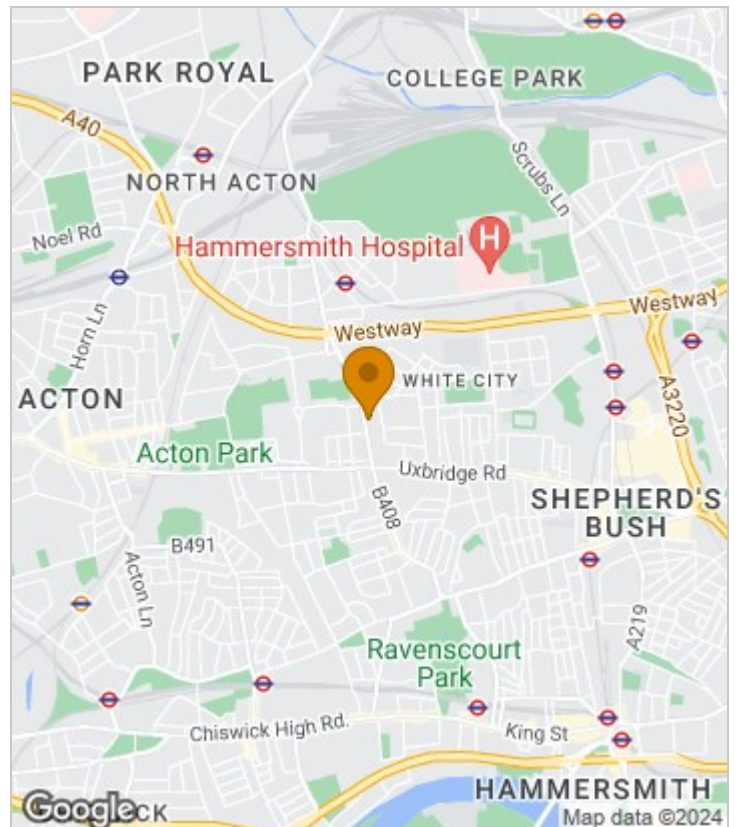 PARK ROYAL
COLLEGE PARK
A40
NORTH ACTON
Scrubs Ln
Noel Rd
Hammersmith Hospital
H
Westway
Westway
Horn Ln
WHITE CITY
ACTON
A3220
Acton Park
Uxbridge Rd
B408
SHEPHERD'S
BUSH
B491
Acton Ln
A219
Ravenscourt
Park
Chiswick High Rd.
King St
HAMMERSMITH
Google
CK
Map data ©2024